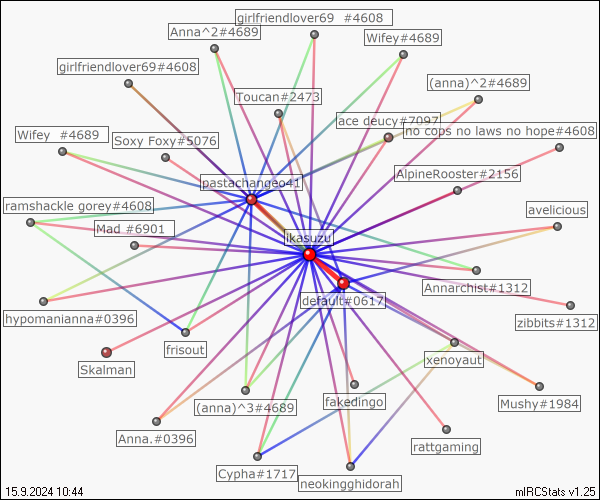 girlfriendlover69  #4608
Anna^2#4689
Wifey#4689
girlfriendlover69#4608
(anna)^2#4689
Toucan#2473
ace deucy#7097
no cops no laws no hope#4608
Wifey  #4689
Soxy Foxy#5076
AlpineRooster#2156
pastachangeo41
ramshackle gorey#4608
avelicious
Mad #6901
ikasuzu
Annarchist#1312
default#0617
hypomanianna#0396
zibbits#1312
frisout
xenoyaut
Skalman
fakedingo
(anna)^3#4689
Mushy#1984
Anna.#0396
rattgaming
Cypha#1717
neokingghidorah
15.9.2024 10:44
mIRCStats v1.25